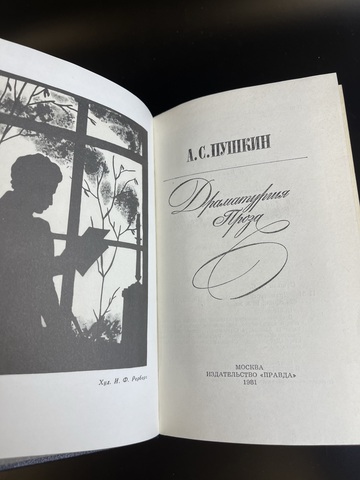 Худ. И. Ф. Рерберг
А. С. ПУШКИН
Драматургия
Проза
МОСКВА
ИЗДАТЕЛЬСТВО «ПРАВДА»
1981